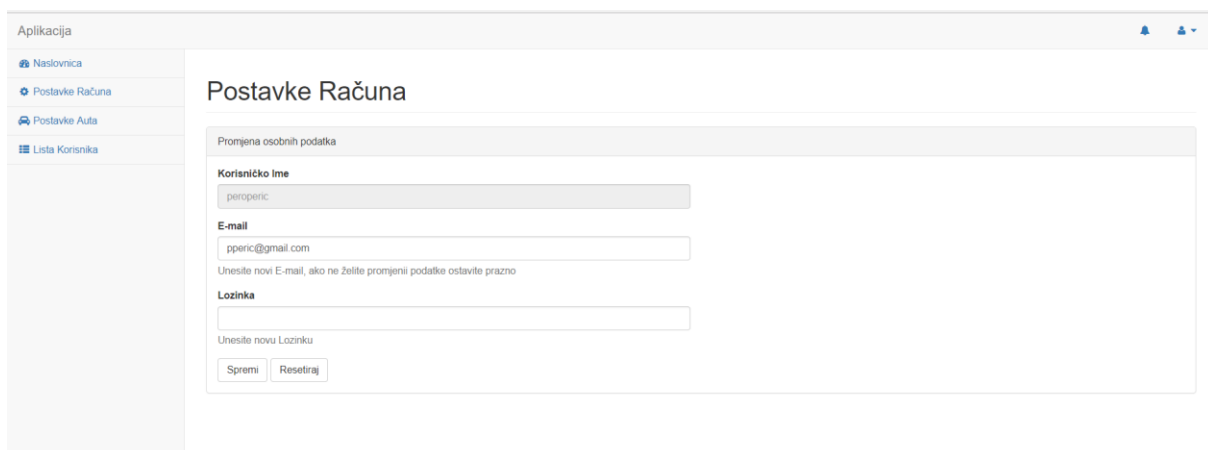 Aplikacija
Naslovnica
Postavke Računa
Postavke Auta
Lista Korisnika
Postavke Računa
Promjena osobnih podatka
Korisničko Ime
peroperic
E-mail
pperic@gmail.com
Unesite novi E-mail, ako ne želite promjenii podatke ostavite prazno
Lozinka
Unesite novu Lozinku
Spremi Resetiraj